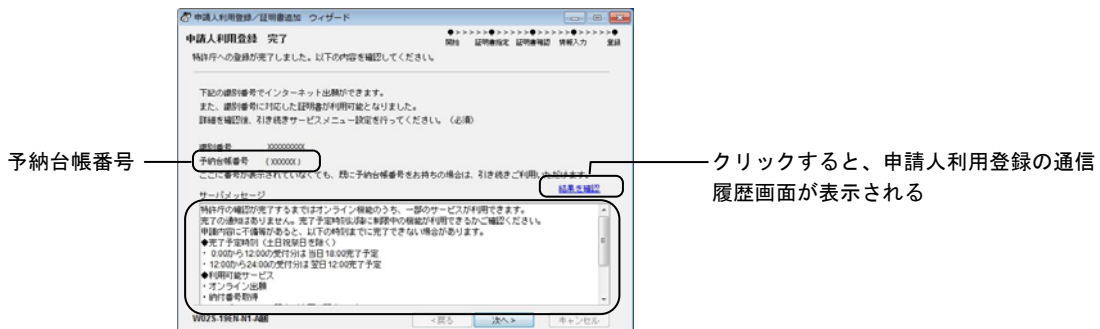 申請人利用登録／証明書追加 ウィザード
申請人利用登録 完了
特許庁への登録が完了しました。以下の内容を確認してください。
●>>>>>●>>>>>●>>>>>●>>>>>●
開始 証明書指定 証明書確認 情報入力 登録
下記の識別番号でインターネット出願ができます。
また、識別番号に対応した証明書が利用可能となりました。
詳細を確認後、引き続きサービスメニュー設定を行ってください。（必須）
識別番号 XXXXXXXXX
予納台帳番号
予納台帳番号 （XXXXXX）
ここに番号が表示されていなくても、既に予納台帳番号をお持ちの場合は、引き続きご利用いただけます。
クリックすると、申請人利用登録の通信
履歴画面が表示される
結果を確認
サーバメッセージ
特許庁の確認が完了するまではオンライン機能のうち、一部のサービスが利用できます。
完了の通知はありません。完了予定時刻以降に制限中の機能が利用できるかご確認ください。
申請内容に不備等があると、以下の時刻までに完了できない場合があります。
◆完了予定時刻（土日祝祭日を除く）
・ 0:00から12:00の受付分は当日18:00完了予定
・ 12:00から24:00の受付分は翌日12:00完了予定
◆利用可能サービス
・オンライン出願
・納付番号取得
W02S-19EN-N1-A画
<戻る 次へ> キャンセル